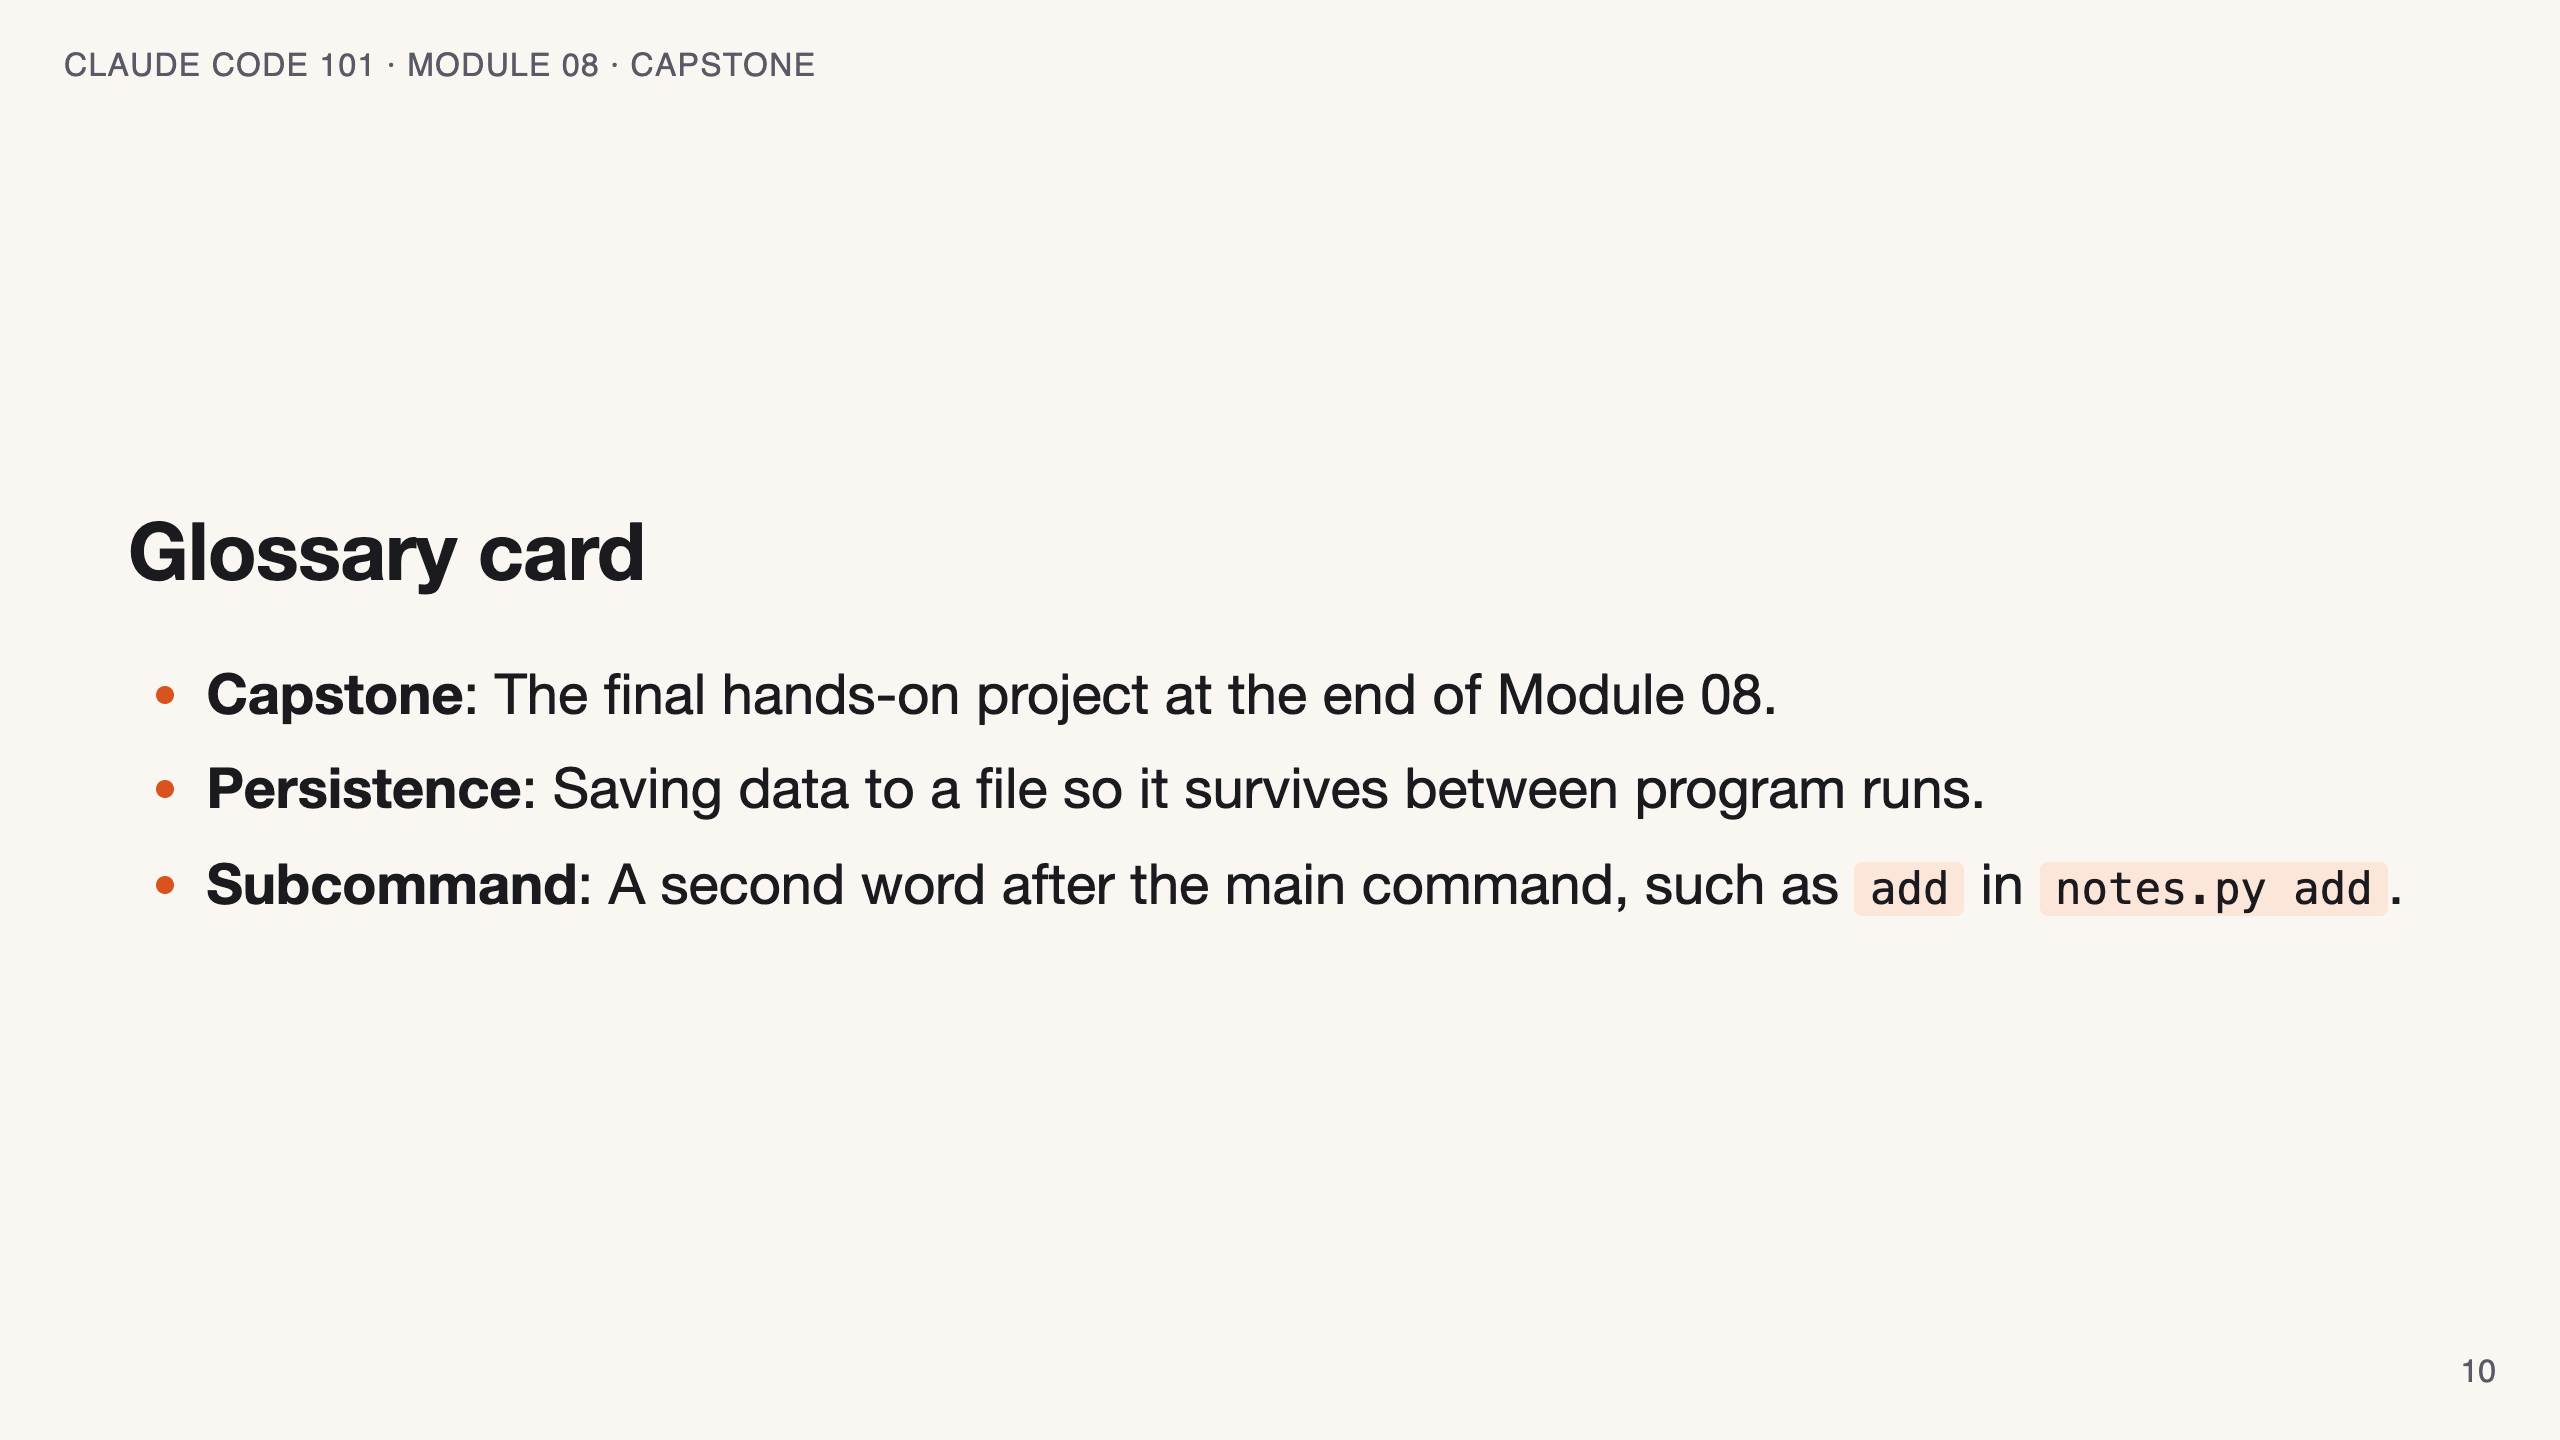 CLAUDE CODE 101 · MODULE 08 · CAPSTONE
Glossary card
• Capstone: The final hands-on project at the end of Module 08.
• Persistence: Saving data to a file so it survives between program runs.
• Subcommand: A second word after the main command, such as add in notes.py add.
10